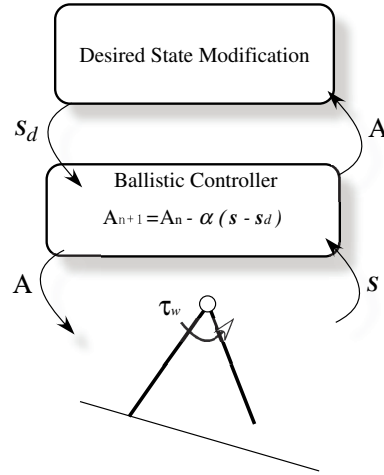 Desired State Modification
s_d
A
Ballistic Controller
A_{n+1} = A_n - α ( s - s_d )
A
s
τ_w